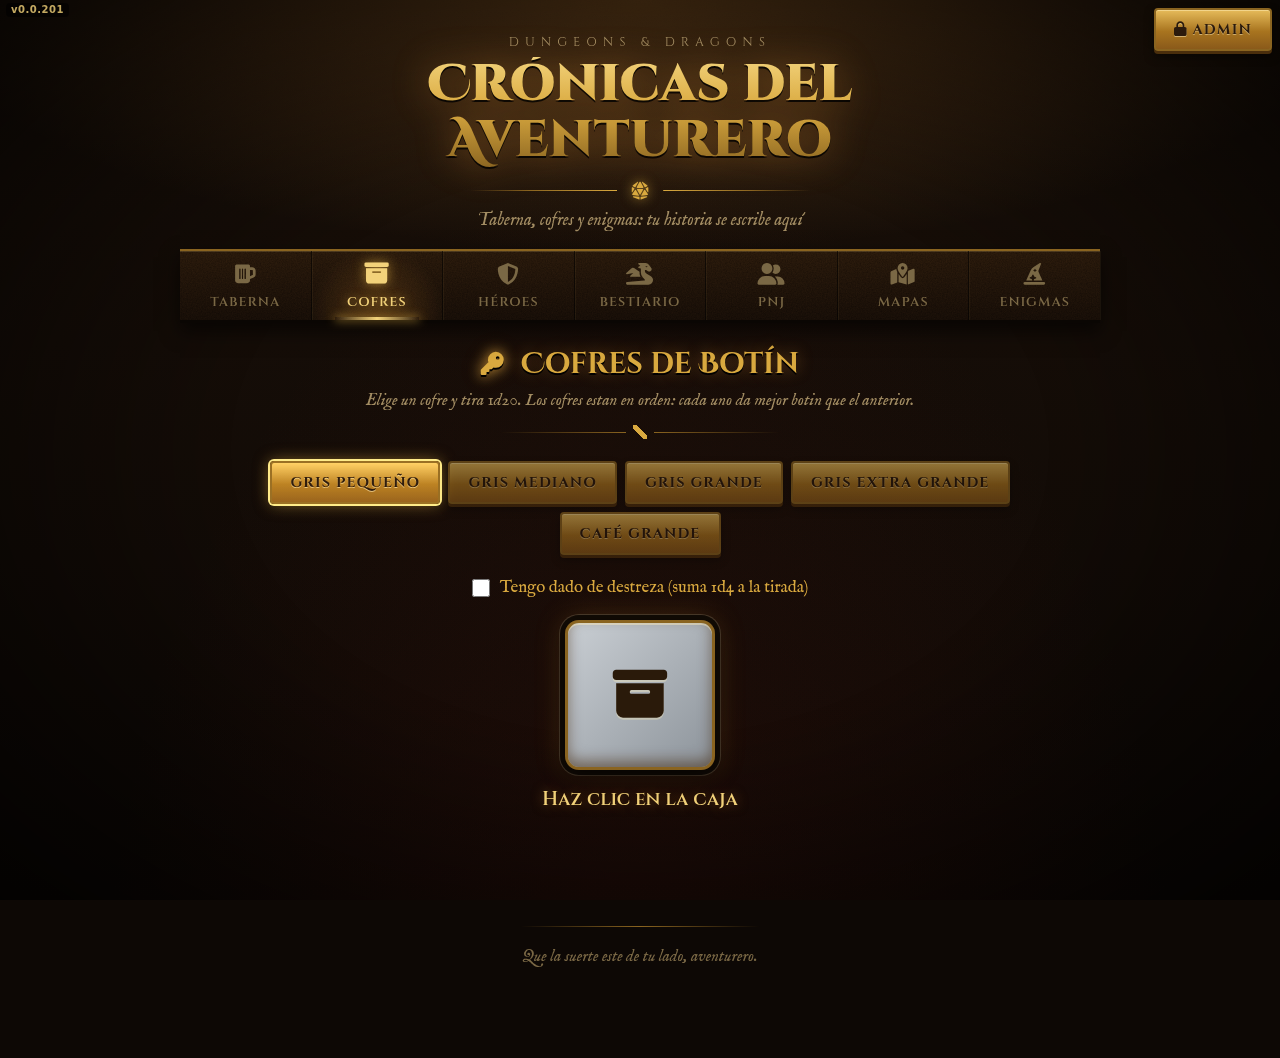 v0.0.201
ADMIN
DUNGEONS & DRAGONS
CRÓNICAS DEL
AVENTURERO
Taberna, cofres y enigmas: tu historia se escribe aquí
TABERNA
COFRES
HÉROES
BESTIARIO
PNJ
MAPAS
ENIGMAS
COFRES DE BOTÍN
Elige un cofre y tira 1d20. Los cofres estan en orden: cada uno da mejor botin que el anterior.
GRIS PEQUEÑO
GRIS MEDIANO
GRIS GRANDE
GRIS EXTRA GRANDE
CAFÉ GRANDE
Tengo dado de destreza (suma 1d4 a la tirada)
HAZ CLIC EN LA CAJA
Que la suerte este de tu lado, aventurero.